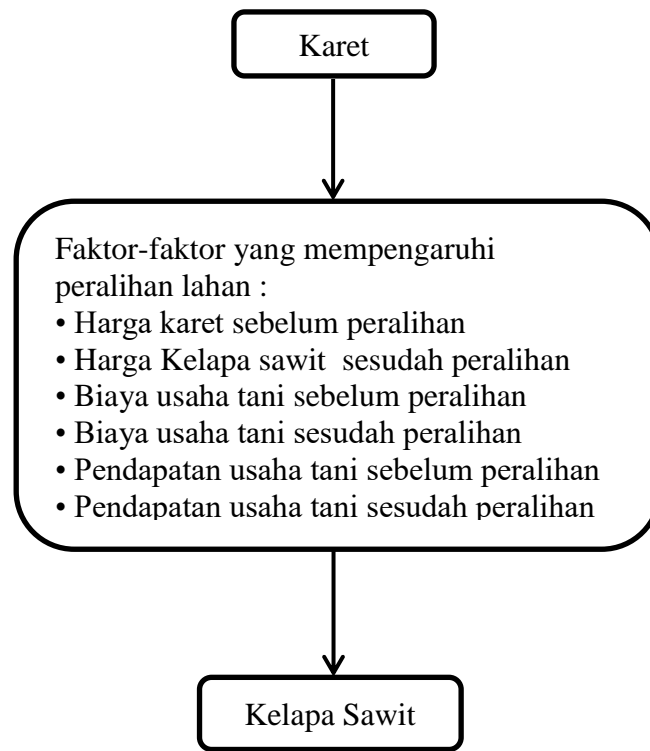 Karet
Faktor-faktor yang mempengaruhi
peralihan lahan :
• Harga karet sebelum peralihan
• Harga Kelapa sawit  sesudah peralihan
• Biaya usaha tani sebelum peralihan
• Biaya usaha tani sesudah peralihan
• Pendapatan usaha tani sebelum peralihan
• Pendapatan usaha tani sesudah peralihan
Kelapa Sawit